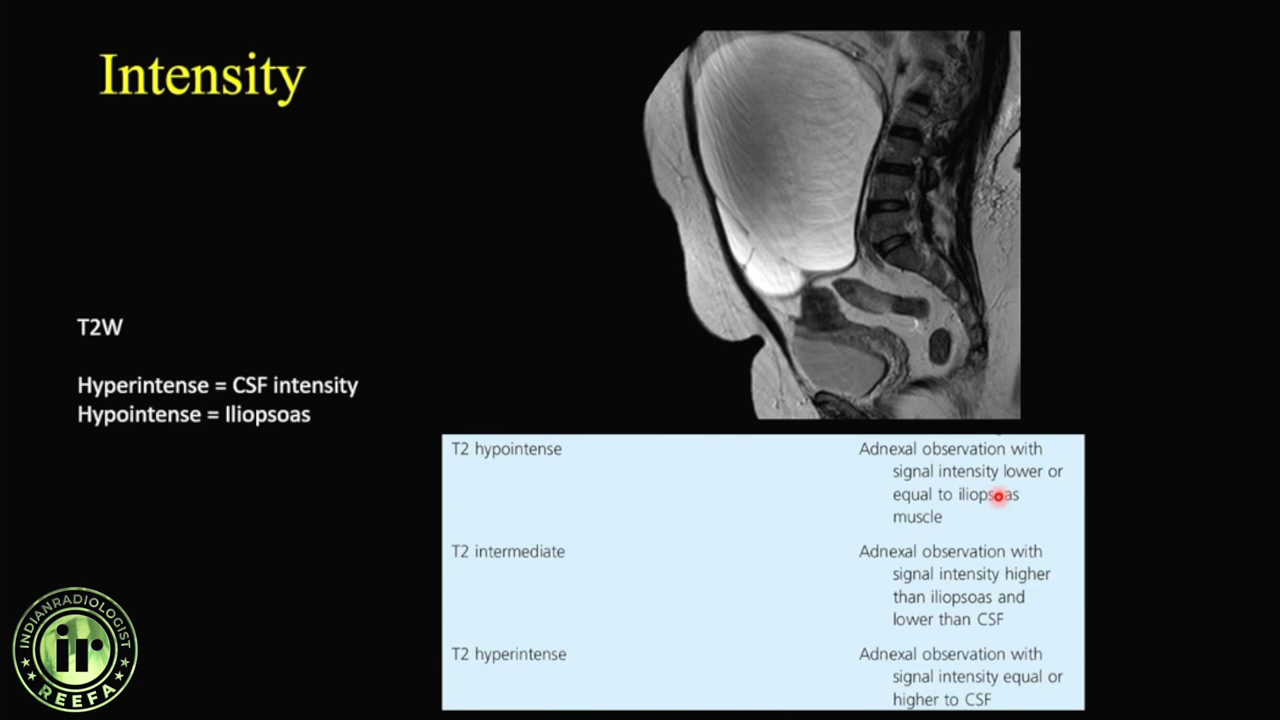 Intensity
T2W
Hyperintense = CSF intensity
Hypointense = Iliopsoas
T2 hypointense
Adnexal observation with
signal intensity lower or
equal to iliopsoas
muscle
T2 intermediate
Adnexal observation with
signal intensity higher
than iliopsoas and
lower than CSF
T2 hyperintense
Adnexal observation with
signal intensity equal or
higher to CSF
INDIANRADIOLOGIST
ir
REEFA